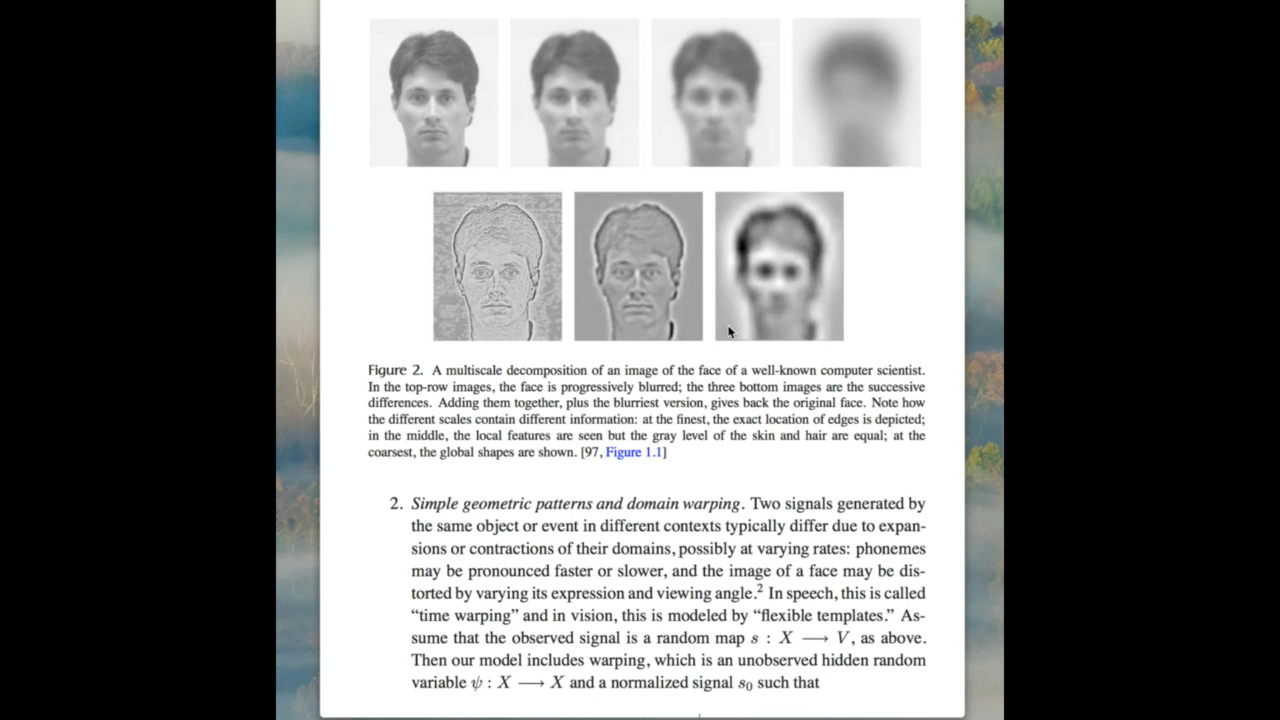 Figure 2. A multiscale decomposition of an image of the face of a well-known computer scientist.
In the top-row images, the face is progressively blurred; the three bottom images are the successive
differences. Adding them together, plus the blurriest version, gives back the original face. Note how
the different scales contain different information: at the finest, the exact location of edges is depicted;
in the middle, the local features are seen but the gray level of the skin and hair are equal; at the
coarsest, the global shapes are shown. [97, Figure 1.1]
2. Simple geometric patterns and domain warping. Two signals generated by
the same object or event in different contexts typically differ due to expan-
sions or contractions of their domains, possibly at varying rates: phonemes
may be pronounced faster or slower, and the image of a face may be dis-
torted by varying its expression and viewing angle.² In speech, this is called
“time warping” and in vision, this is modeled by “flexible templates.” As-
sume that the observed signal is a random map s : X ⟶ V, as above.
Then our model includes warping, which is an unobserved hidden random
variable ψ : X ⟶ X and a normalized signal s₀ such that